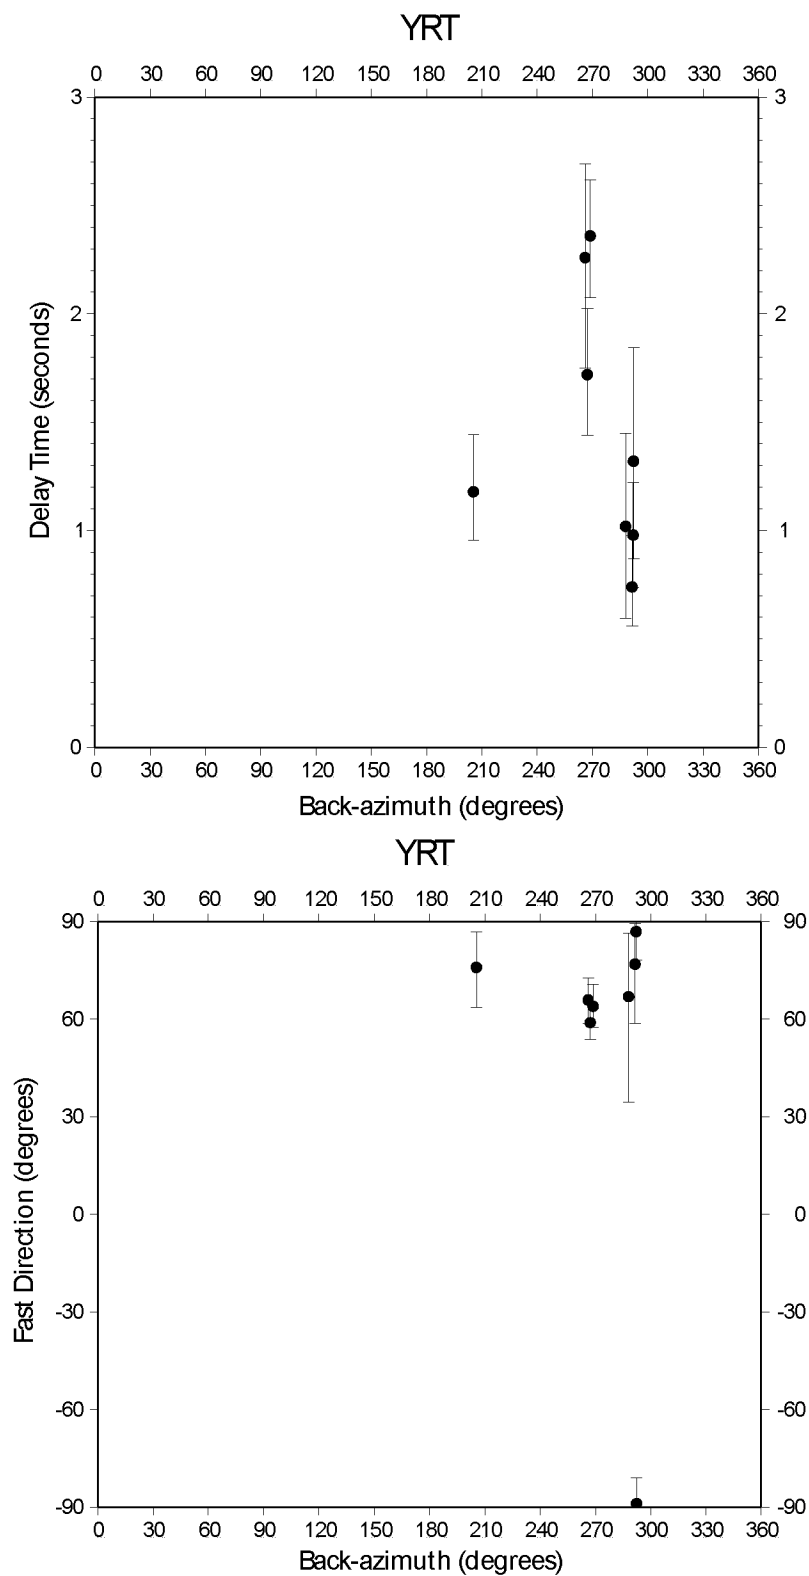 YRT
0 30 60 90 120 150 180 210 240 270 300 330 360
3 3
2 2
Delay Time (seconds)
1 1
0 0
0 30 60 90 120 150 180 210 240 270 300 330 360
Back-azimuth (degrees)
YRT
0 30 60 90 120 150 180 210 240 270 300 330 360
90 90
60 60
30 30
Fast Direction (degrees)
0 0
-30 -30
-60 -60
-90 -90
0 30 60 90 120 150 180 210 240 270 300 330 360
Back-azimuth (degrees)